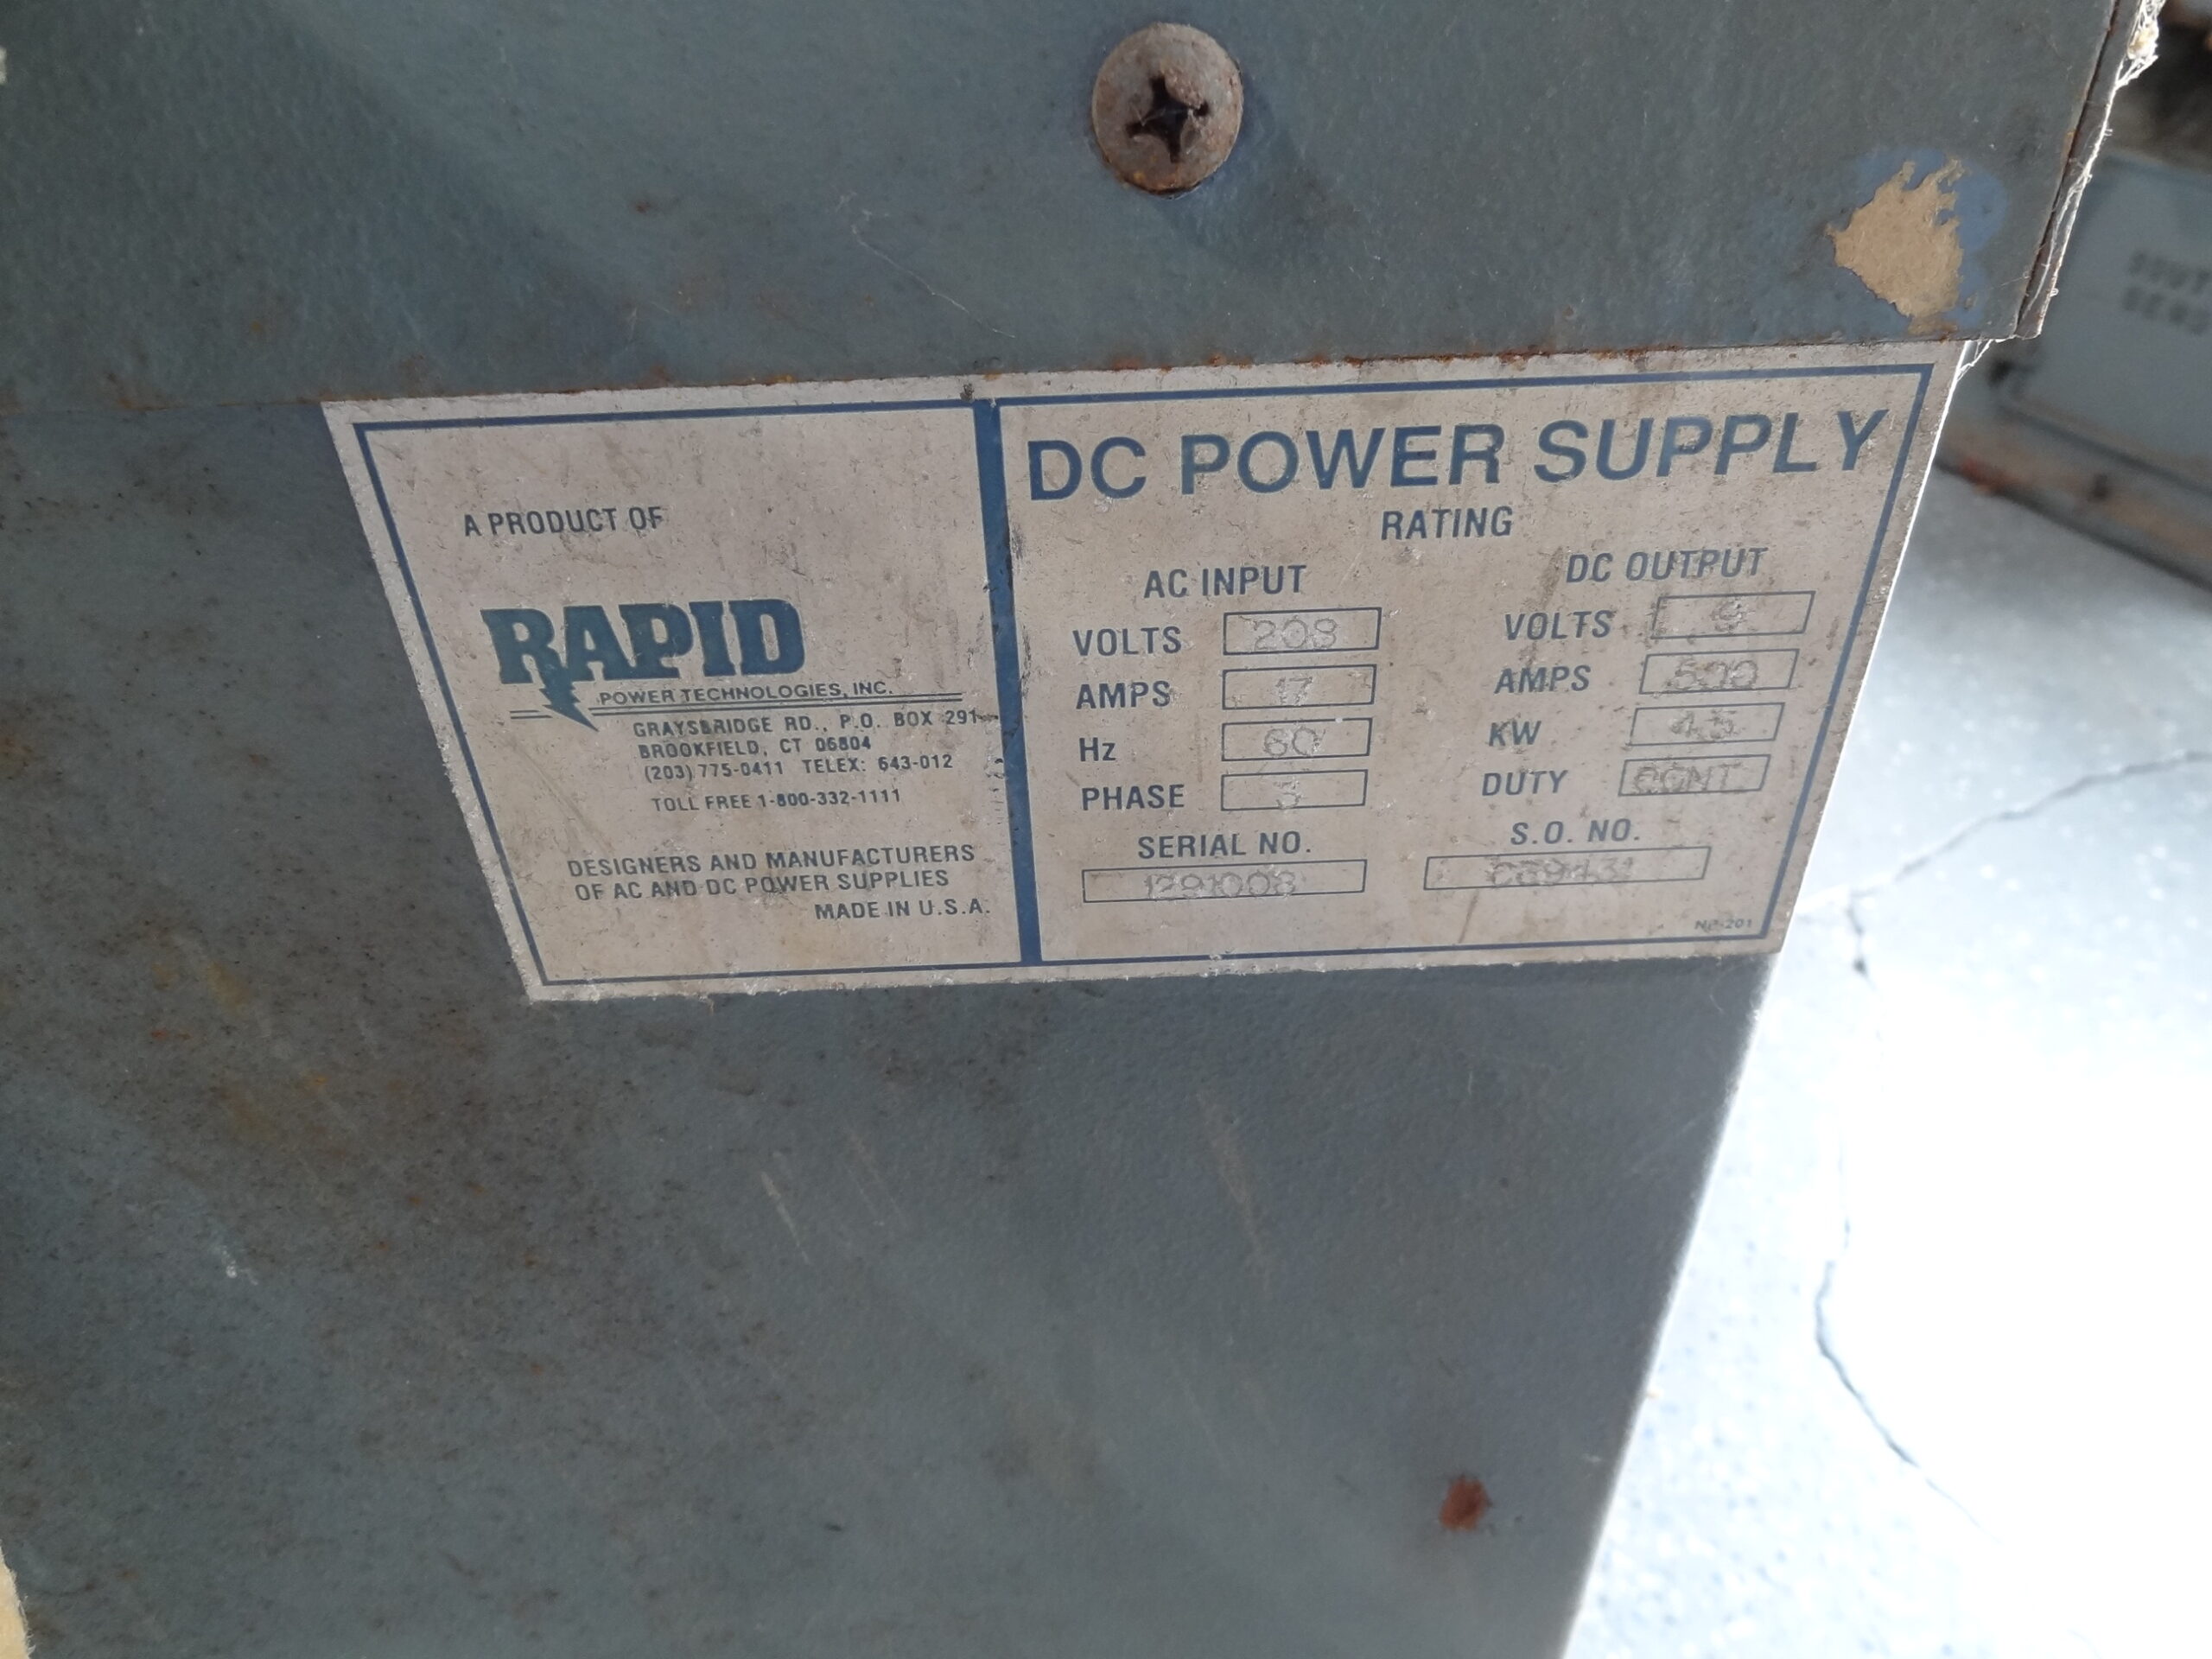 A PRODUCT OF
RAPID
POWER TECHNOLOGIES, INC.
GRAYSBRIDGE RD., P.O. BOX 291
BROOKFIELD, CT 06804
(203) 775-0411 TELEX: 643-012
TOLL FREE 1-800-332-1111
DESIGNERS AND MANUFACTURERS
OF AC AND DC POWER SUPPLIES
MADE IN U.S.A.
DC POWER SUPPLY
RATING
AC INPUT
VOLTS 208
AMPS 17
Hz 60
PHASE 3
SERIAL NO.
1291008
DC OUTPUT
VOLTS 9
AMPS 500
KW 4.5
DUTY CONT.
S.O. NO.
NP-201